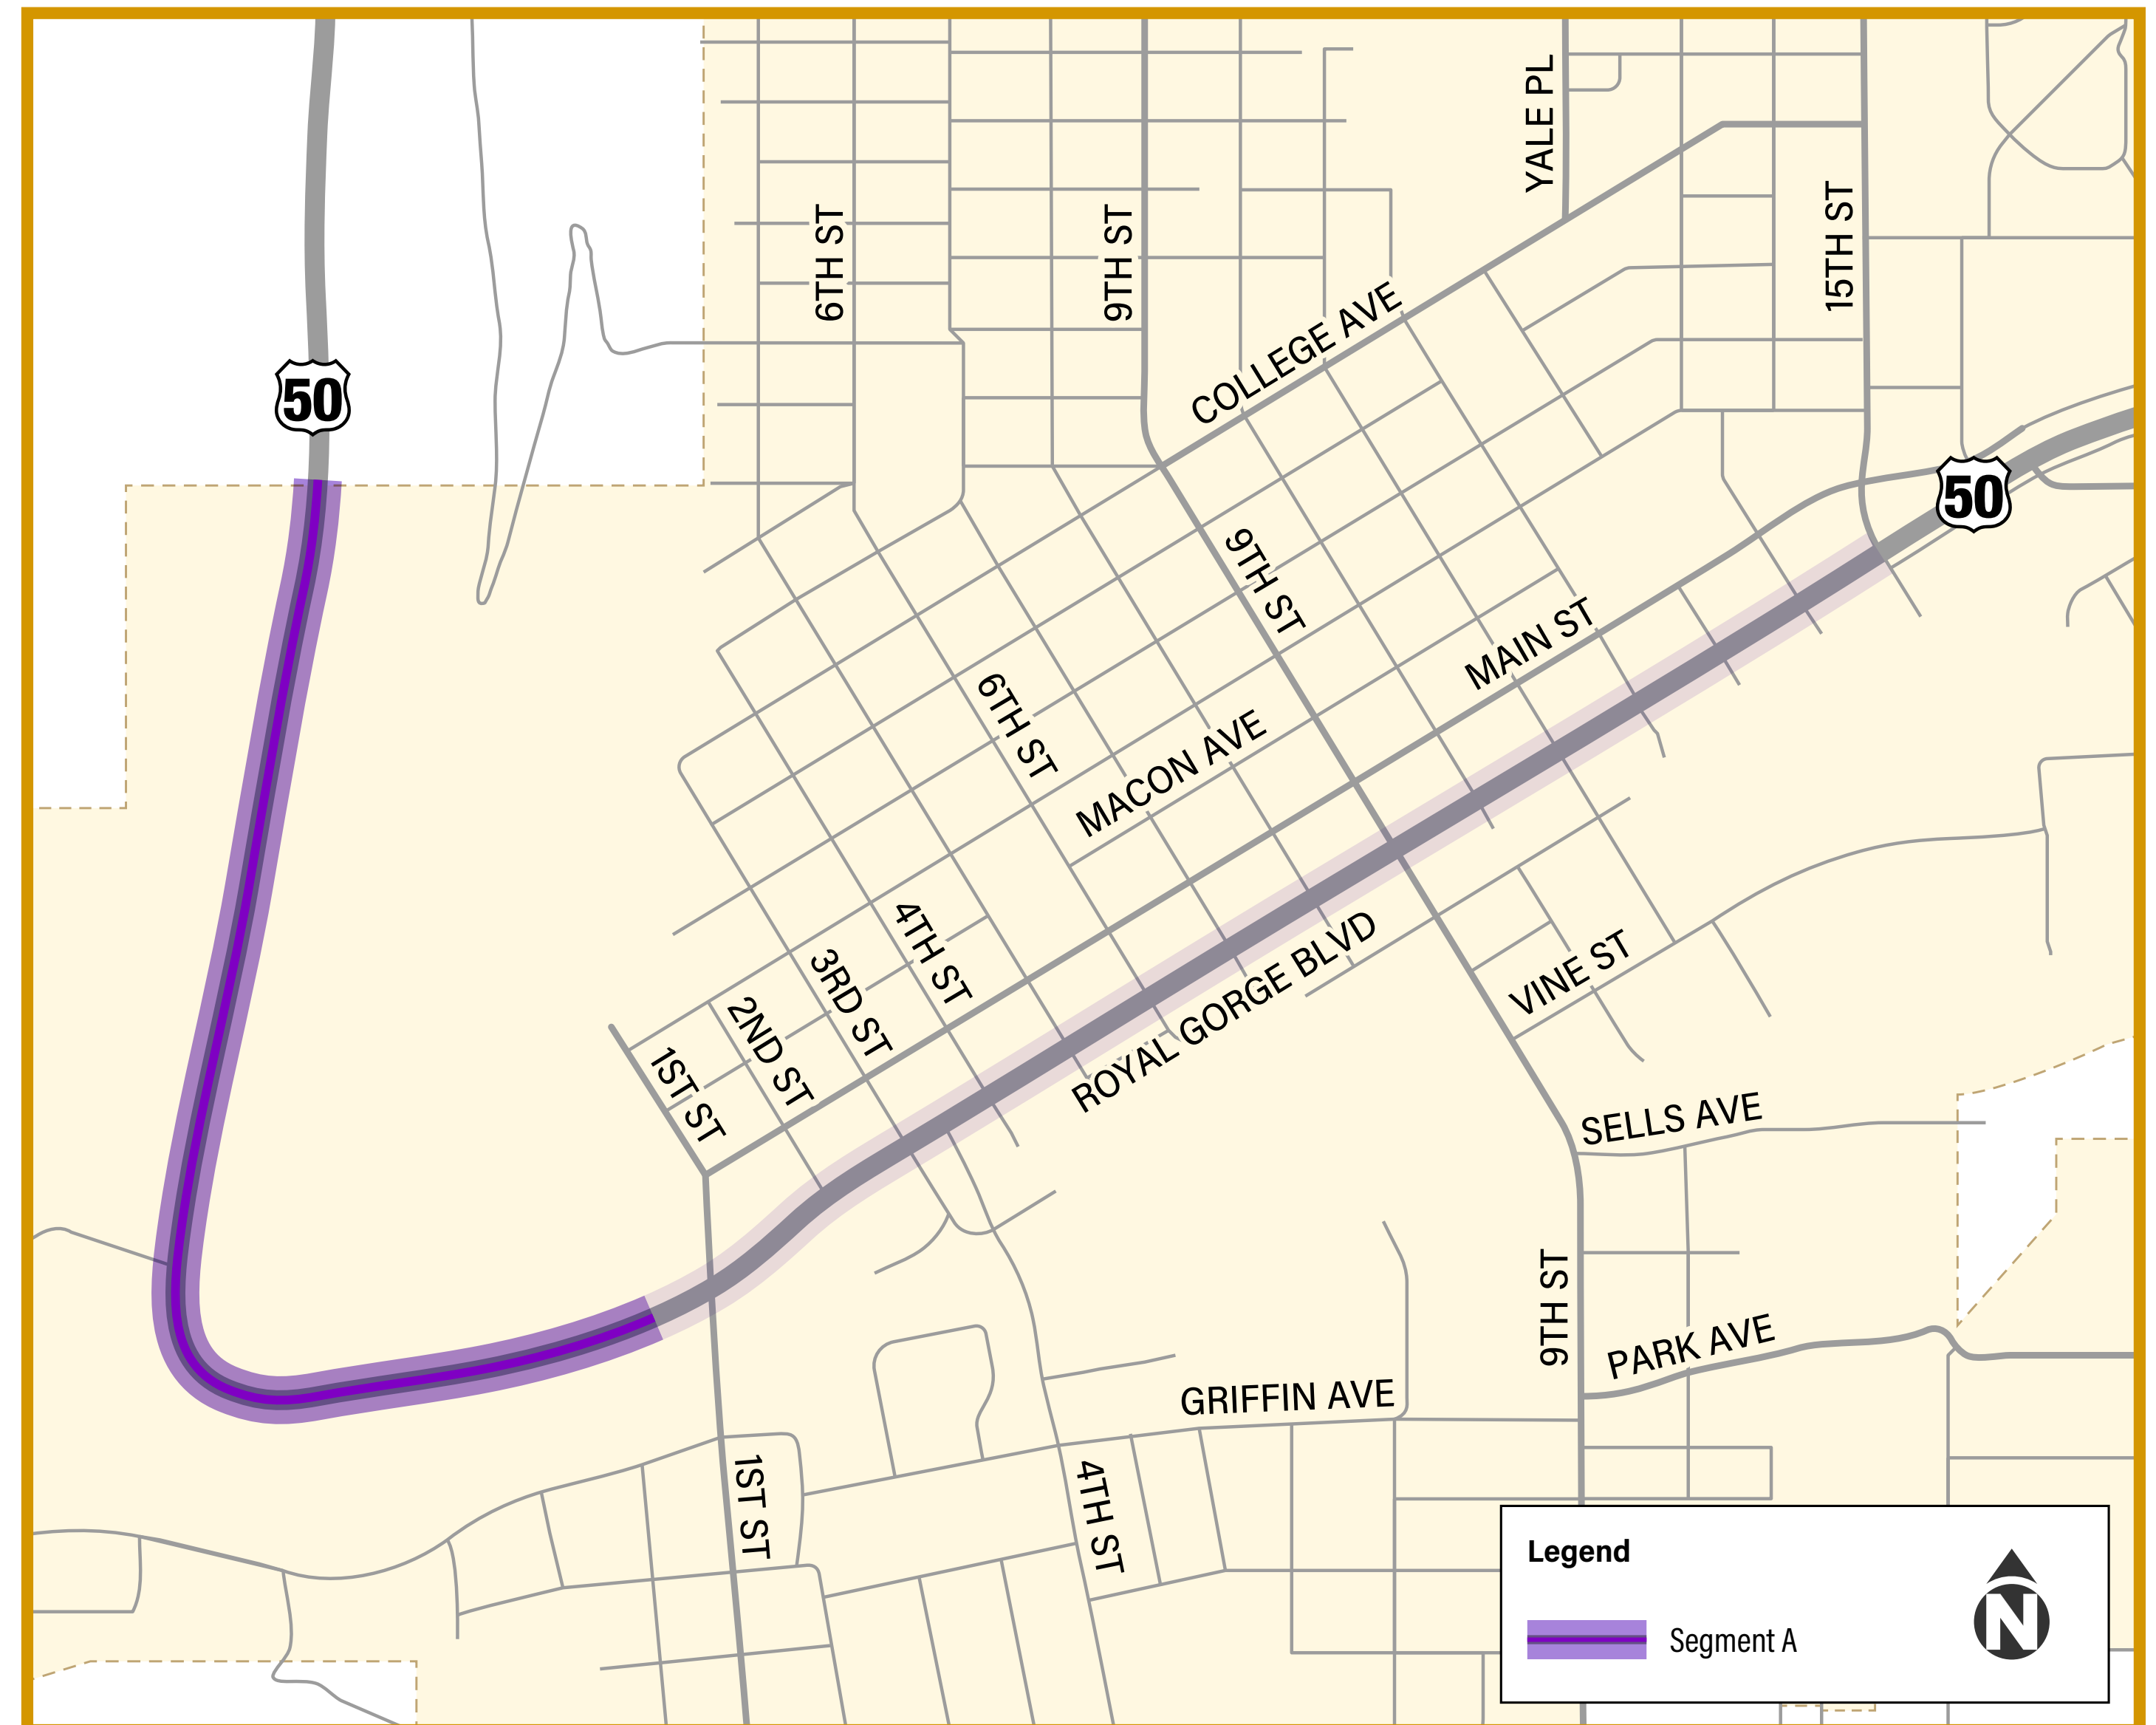 YALE PL
6TH ST
9TH ST
15TH ST
COLLEGE AVE
50
50
9TH ST
MAIN ST
6TH ST
MACON AVE
4TH ST
3RD ST
2ND ST
1ST ST
ROYAL GORGE BLVD
VINE ST
SELLS AVE
9TH ST
PARK AVE
GRIFFIN AVE
1ST ST
4TH ST
Legend
Segment A
N